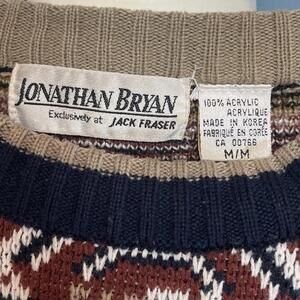 JONATHAN BRYAN
Exclusively at JACK FRASER
100% ACRYLIC
ACRYLIQUE
MADE IN KOREA
FABRIQUÉ EN CORÉE
CA 00766
M/M